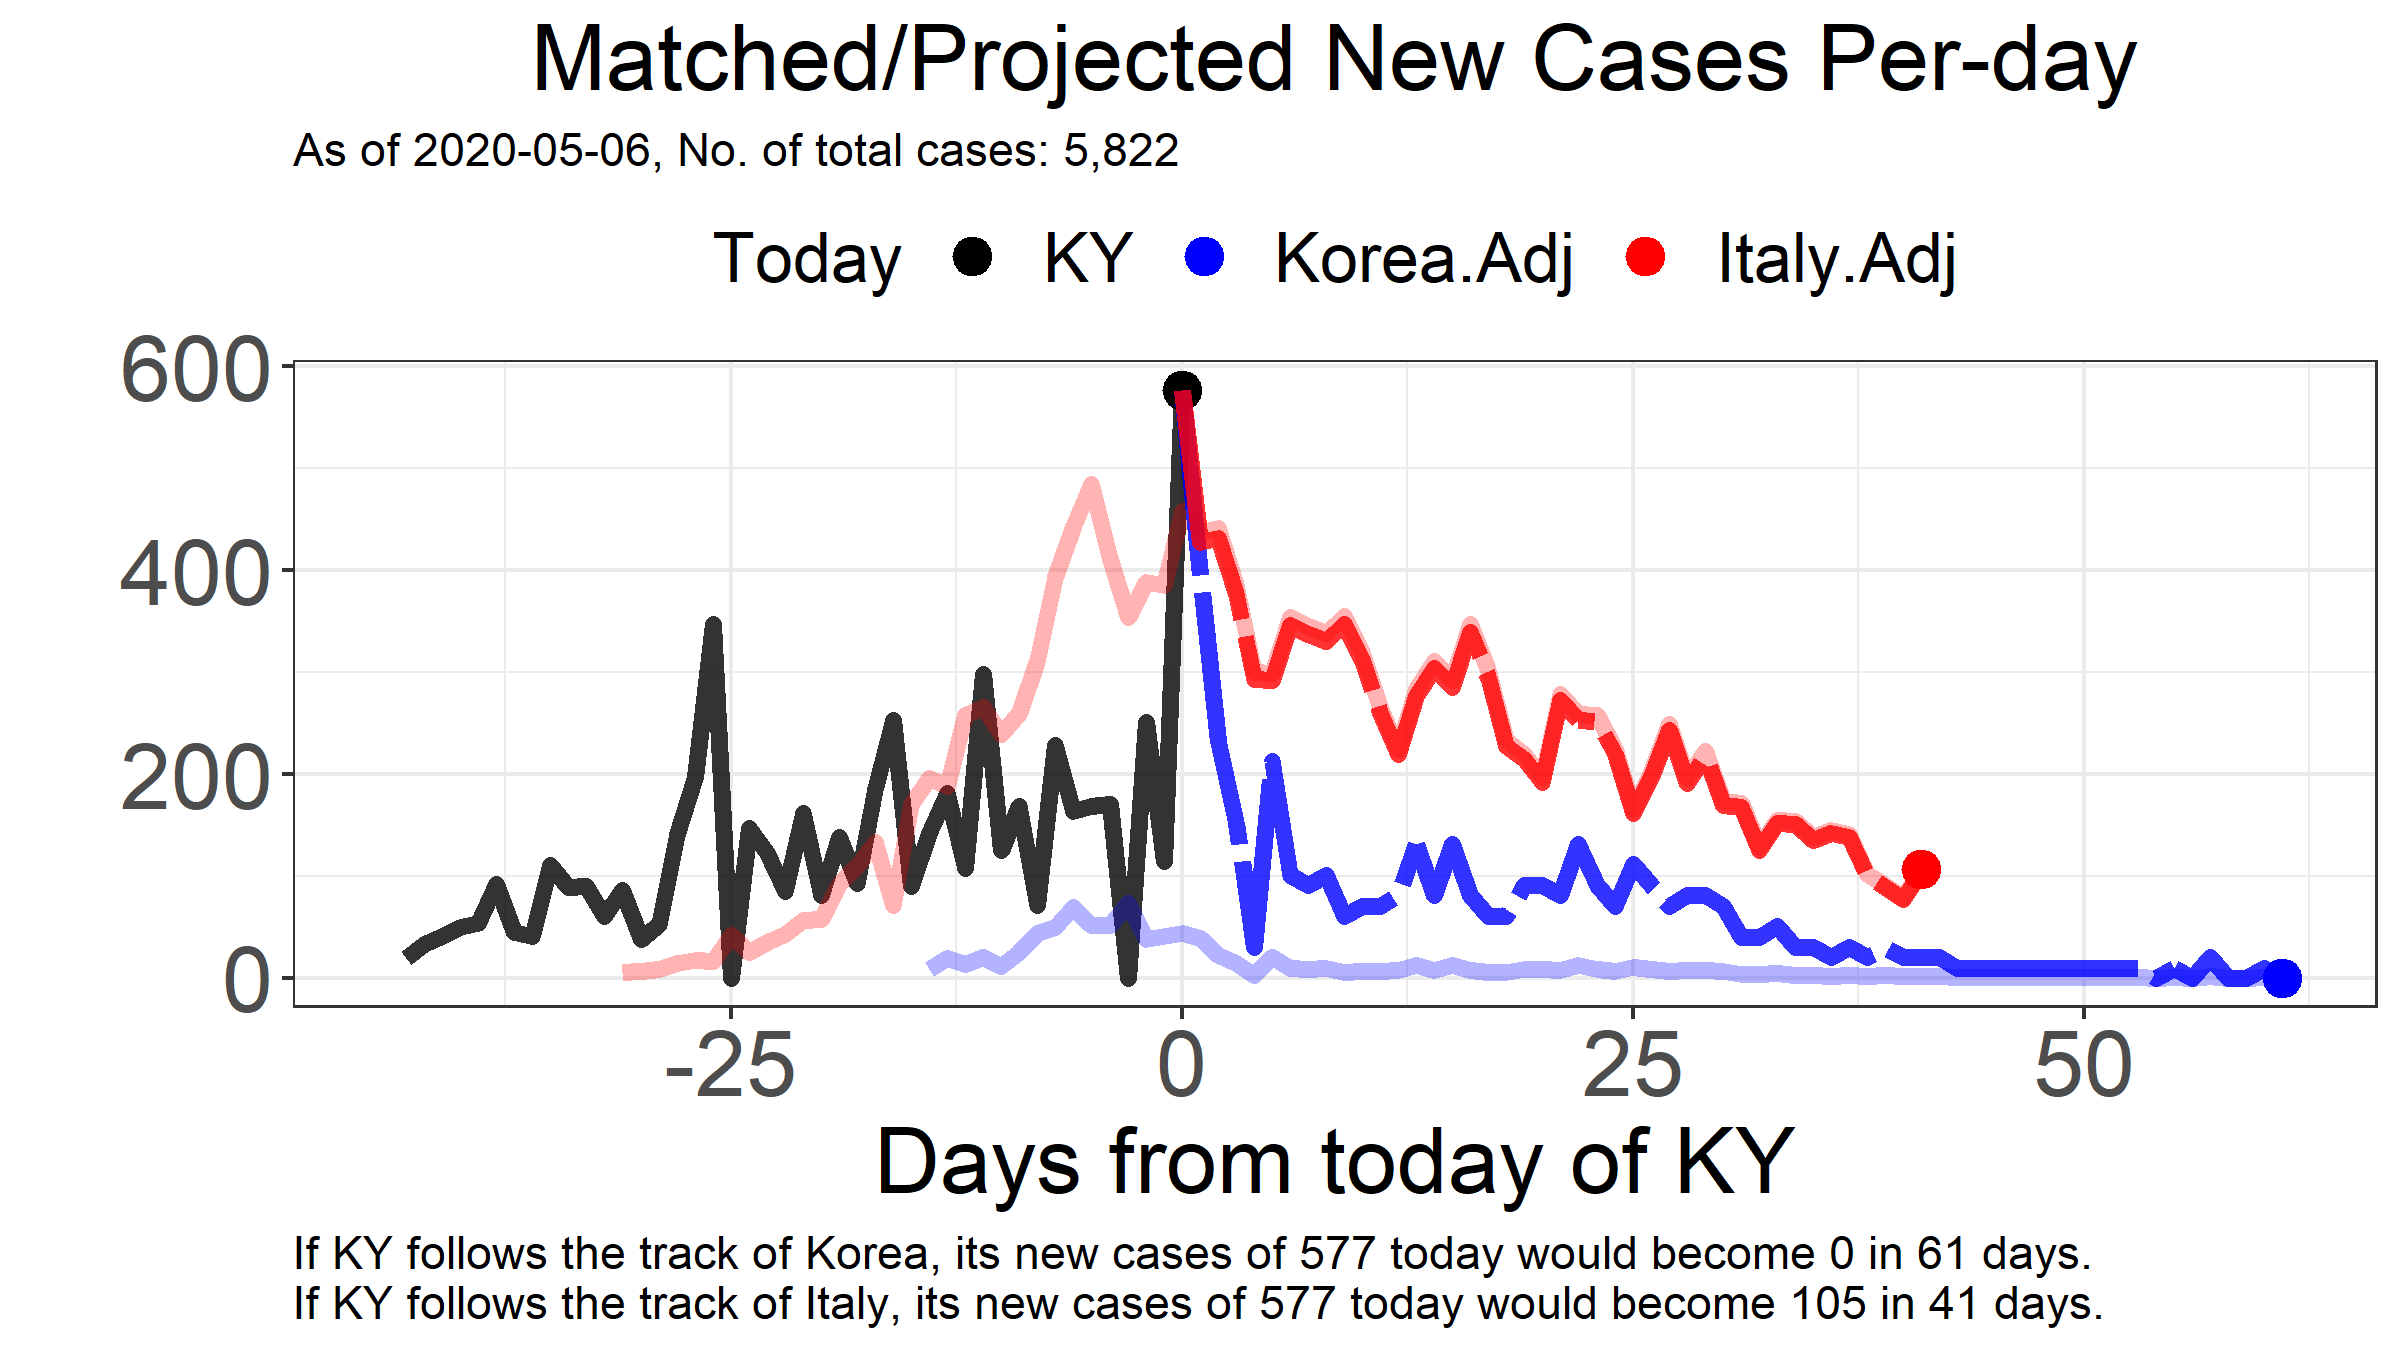 Matched/Projected New Cases Per-day
As of 2020-05-06, No. of total cases: 5,822
Today KY Korea.Adj Italy.Adj
600
400
200
0
-25 0 25 50
Days from today of KY
If KY follows the track of Korea, its new cases of 577 today would become 0 in 61 days.
If KY follows the track of Italy, its new cases of 577 today would become 105 in 41 days.